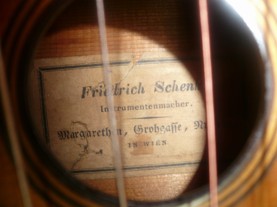 Friedrich Schenk
Instrumentenmacher.
Margarethen, Grohgasse, Nr
IN WIEN